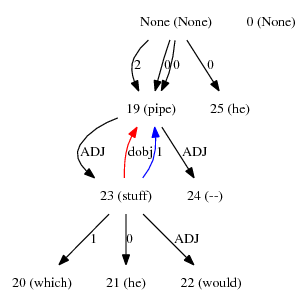 None (None) 0 (None)
2 0 0 0
19 (pipe) 25 (he)
ADJ dobj 1 ADJ
23 (stuff) 24 (--)
1 0 ADJ
20 (which) 21 (he) 22 (would)